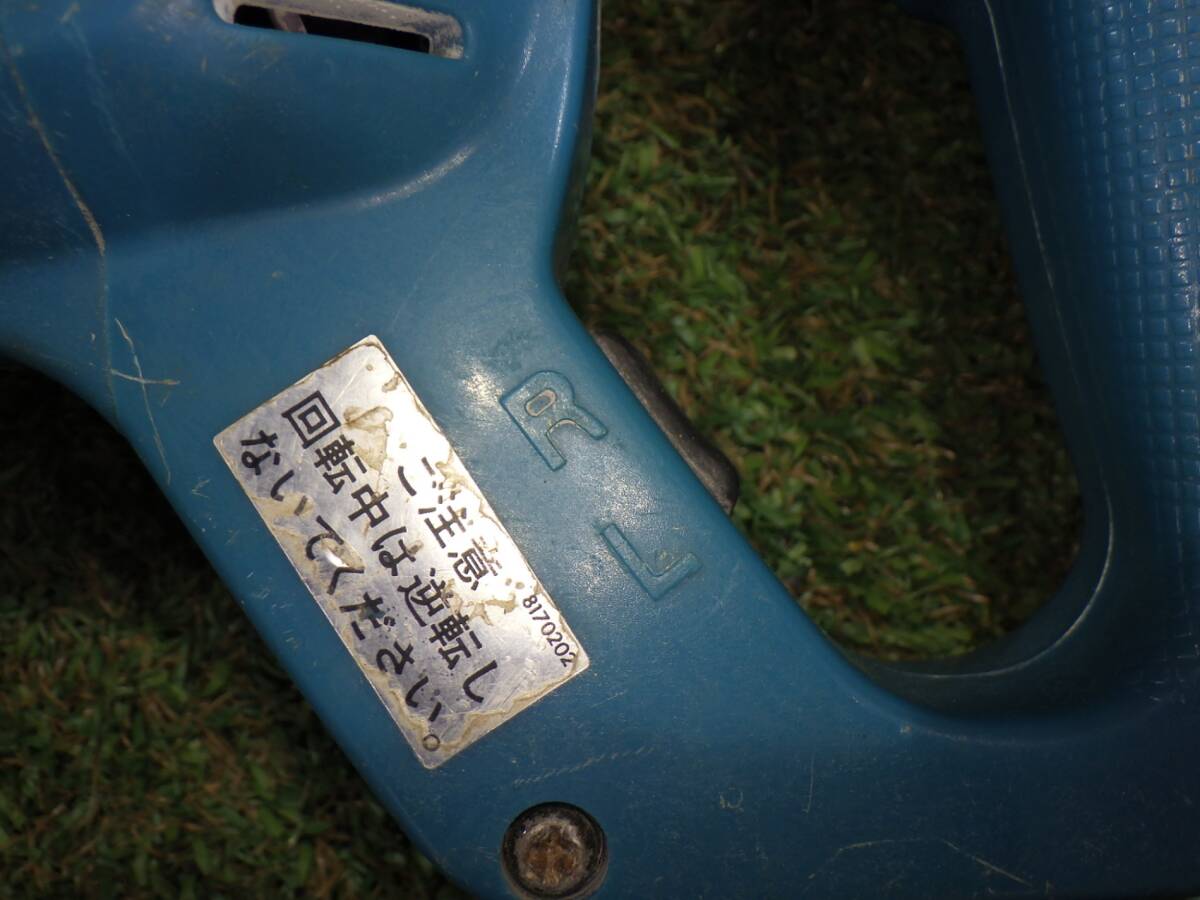 ご注意
回転中は逆転し
ないでください。
8170202
R
L